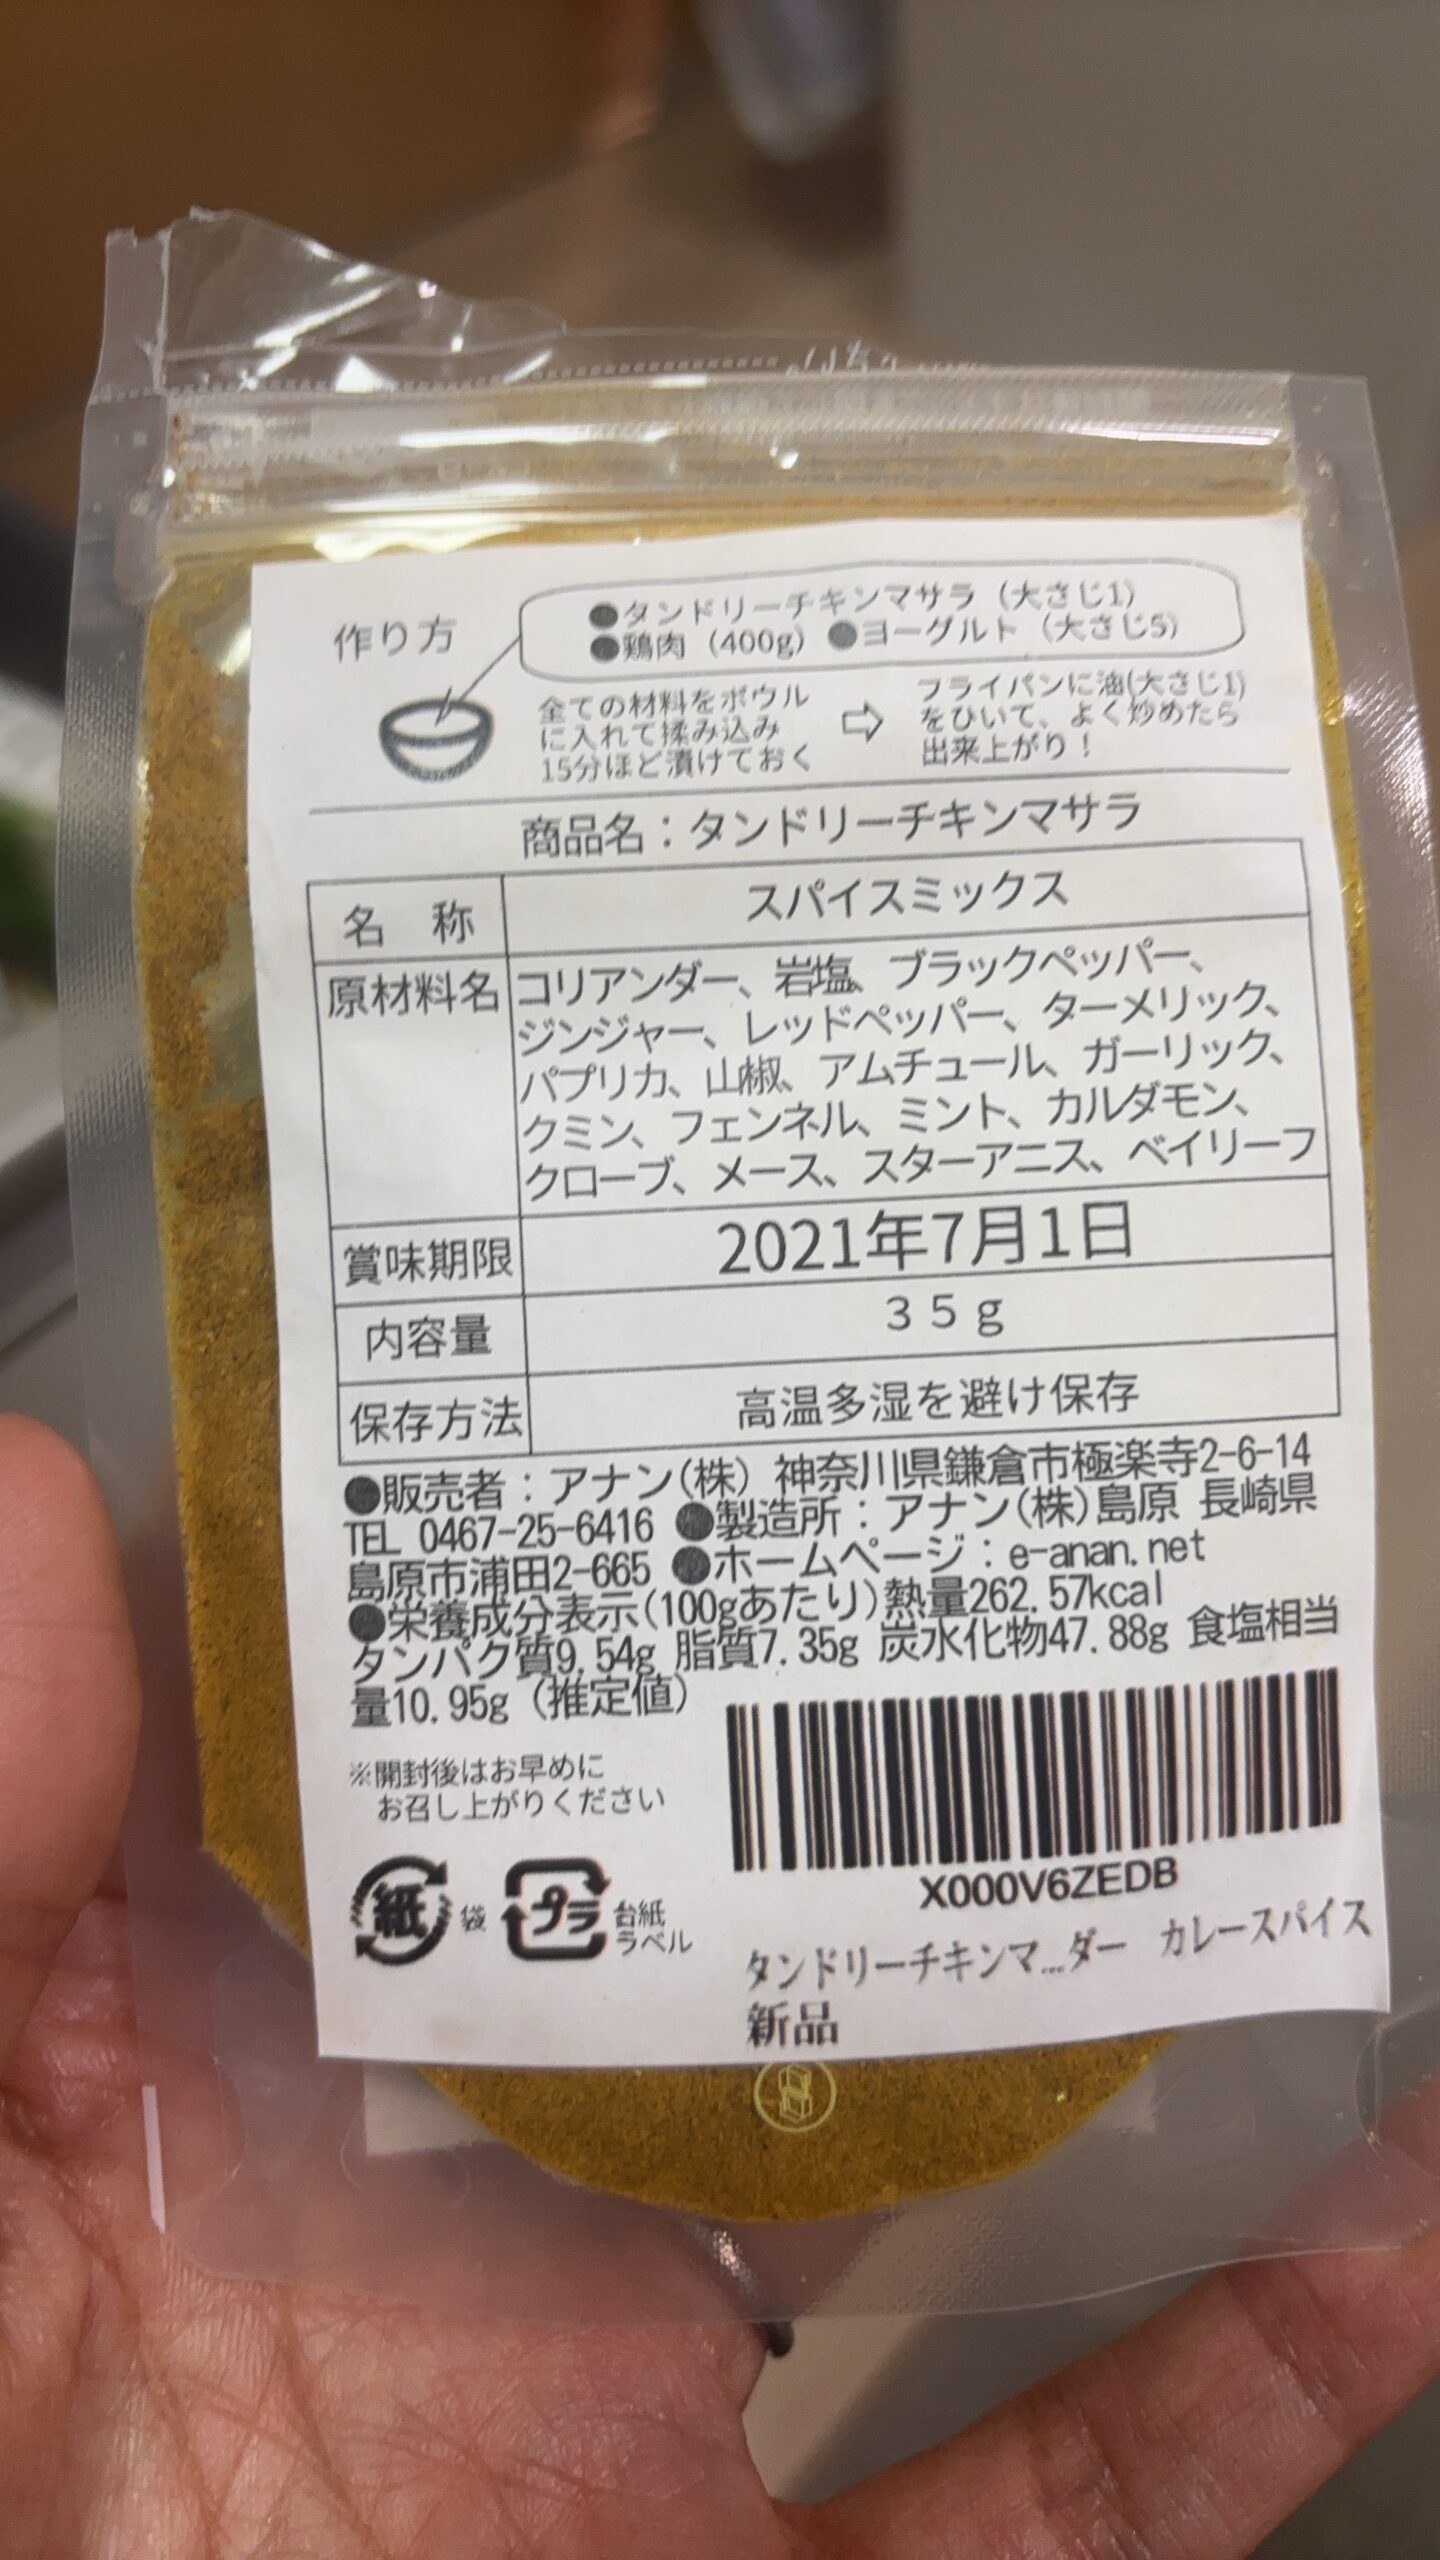 作り方
●タンドリーチキンマサラ（大さじ1）
●鶏肉（400g）●ヨーグルト（大さじ5）
全ての材料をボウル
に入れて揉み込み
15分ほど漬けておく
⇨
フライパンに油(大さじ1)
をひいて、よく炒めたら
出来上がり！
商品名：タンドリーチキンマサラ
名 称 スパイスミックス
原材料名 コリアンダー、岩塩、ブラックペッパー、
ジンジャー、レッドペッパー、ターメリック、
パプリカ、山椒、アムチュール、ガーリック、
クミン、フェンネル、ミント、カルダモン、
クローブ、メース、スターアニス、ベイリーフ
賞味期限 2021年7月1日
内容量 35g
保存方法 高温多湿を避け保存
●販売者：アナン(株) 神奈川県鎌倉市極楽寺2-6-14
TEL 0467-25-6416 ●製造所：アナン(株)島原 長崎県
島原市浦田2-665 ●ホームページ：e-anan.net
●栄養成分表示(100gあたり)熱量262.57kcal
タンパク質9.54g 脂質7.35g 炭水化物47.88g 食塩相当
量10.95g（推定値）
※開封後はお早めに
お召し上がりください
紙 袋 プラ 台紙
ラベル
X000V6ZEDB
タンドリーチキンマ...ダー カレースパイス
新品